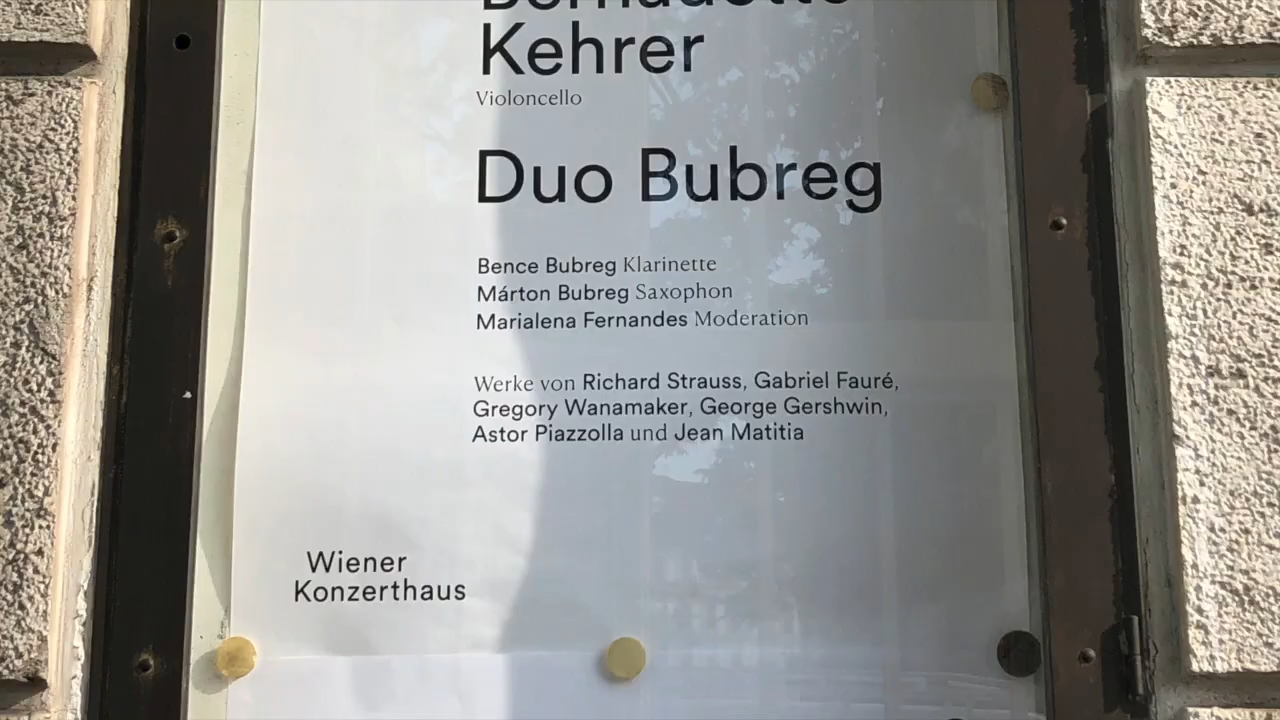 Bernadette
Kehrer
Violoncello
Duo Bubreg
Bence Bubreg Klarinette
Márton Bubreg Saxophon
Marialena Fernandes Moderation
Werke von Richard Strauss, Gabriel Fauré,
Gregory Wanamaker, George Gershwin,
Astor Piazzolla und Jean Matitia
Wiener
Konzerthaus